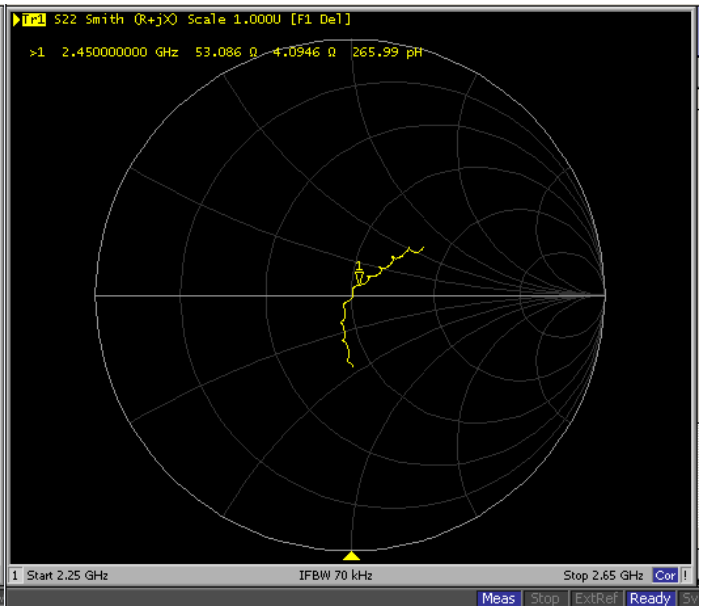 Tr1 S22 Smith (R+jX) Scale 1.000U [F1 Del]
>1 2.450000000 GHz 53.086 Ω 4.0946 Ω 265.99 pH
1
1 Start 2.25 GHz IFBW 70 kHz Stop 2.65 GHz Cor !
Meas Stop ExtRef Ready Sv